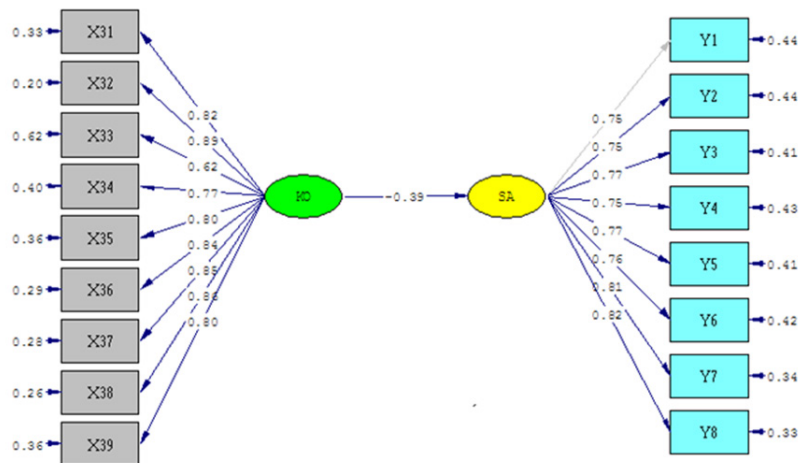 0.33 X31
0.20 X32
0.62 X33
0.40 X34
0.36 X35
0.29 X36
0.28 X37
0.26 X38
0.36 X39
0.82
0.89
0.62
0.77
0.80
0.84
0.85
0.86
0.80
-0.39
SA
0.75
0.75
0.77
0.75
0.77
0.76
0.81
0.82
Y1 0.44
Y2 0.44
Y3 0.41
Y4 0.43
Y5 0.41
Y6 0.42
Y7 0.34
Y8 0.33